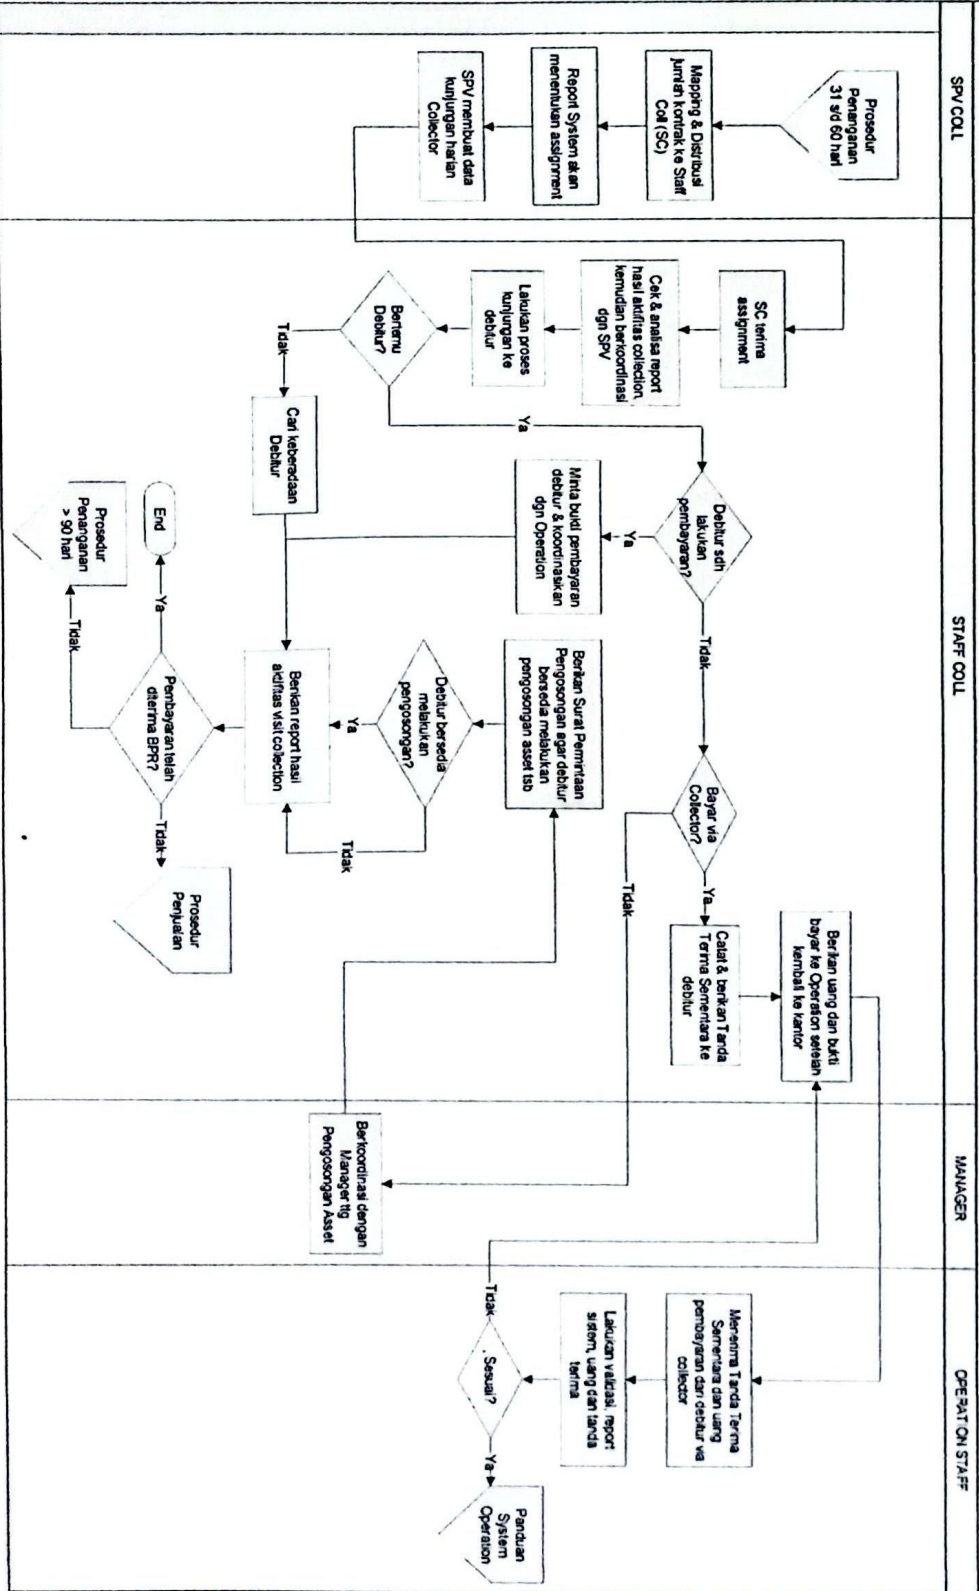 SPV COLL
STAFF COLL
MANAGER
OPERATION STAFF
Prosedur
Penanganan
31 s/d 60 hari
Mapping & Distribusi
jumlah kontrak ke Staff
Coll (SC)
Report System akan
menentukan assignment
SPV membuat data
kunjungan harian
Collector
SC terima
assignment
Cek & analisa report
hasil aktifitas collection,
kemudian berkoordinasi
dgn SPV
Lakukan proses
kunjungan ke
debitur
Bertemu
Debitur?
Tidak
Ya
Cari keberadaan
Debitur
Debitur sdh
lakukan
pembayaran?
Ya
Tidak
Minta bukti pembayaran
debitur & koordinasikan
dgn Operation
Bayar via
Collector?
Ya
Tidak
Catat & berikan Tanda
Terima Sementara ke
debitur
Berikan uang dan bukti
bayar ke Operation setelah
kembali ke kantor
Berikan Surat Permintaan
Pengosongan agar debitur
bersedia melakukan
pengosongan asset tsb
Debitur bersedia
melakukan
pengosongan?
Ya
Tidak
Berikan report hasil
aktifitas visit collection
Pembayaran telah
diterima BPR?
Ya
Tidak
Tidak
End
Prosedur
Penanganan
> 90 hari
Prosedur
Penjualan
Berkoordinasi dengan
Manager ttg
Pengosongan Asset
Menerima Tanda Terima
Sementara dan uang
pembayaran dari debitur via
collector
Lakukan validasi, report
sistem, uang dan tanda
terima
Sesuai?
Tidak
Ya
Panduan
System
Operation